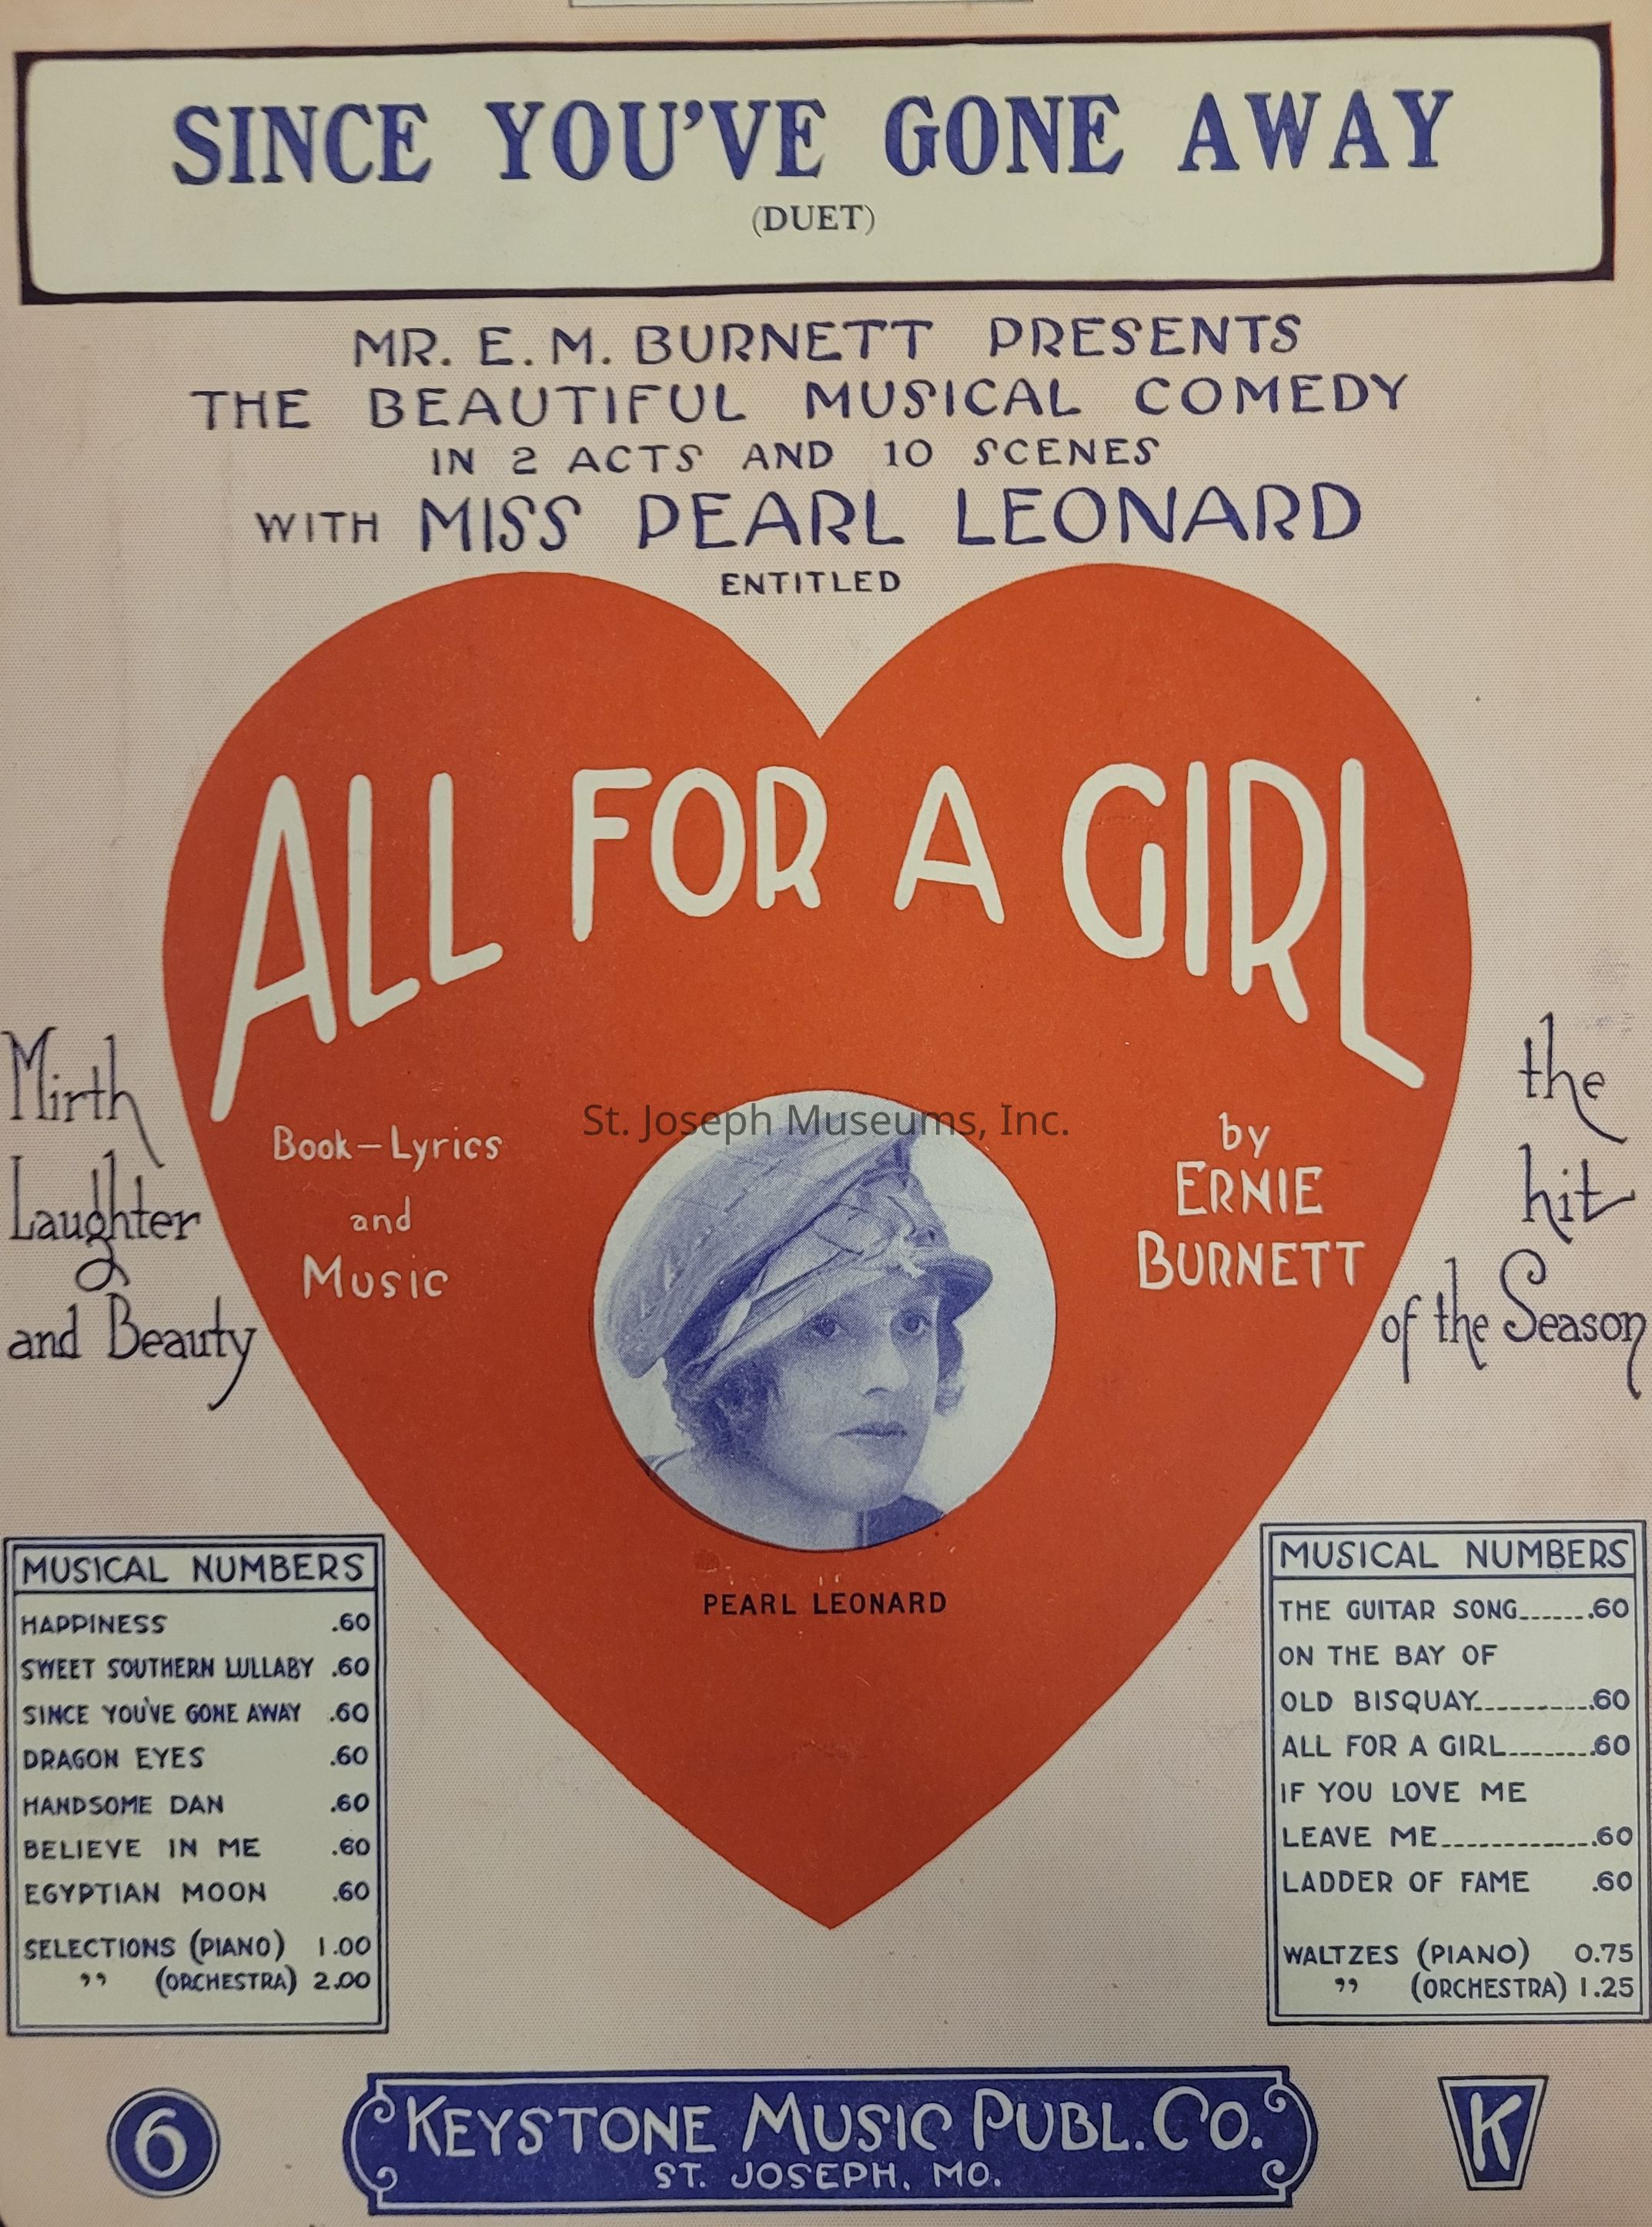 SINCE YOU'VE GONE AWAY
(DUET)
MR. E. M. BURNETT PRESENTS
THE BEAUTIFUL MUSICAL COMEDY
IN 2 ACTS AND 10 SCENES
WITH MISS PEARL LEONARD
ENTITLED
ALL FOR A GIRL
Mirth
Laughter
and Beauty
Book-Lyrics
and
Music
St. Joseph Museums, Inc.
by
ERNIE
BURNETT
the
hit
of the Season
PEARL LEONARD
MUSICAL NUMBERS
HAPPINESS .60
SWEET SOUTHERN LULLABY .60
SINCE YOU'VE GONE AWAY .60
DRAGON EYES .60
HANDSOME DAN .60
BELIEVE IN ME .60
EGYPTIAN MOON .60
SELECTIONS (PIANO) 1.00
" (ORCHESTRA) 2.00
MUSICAL NUMBERS
THE GUITAR SONG......60
ON THE BAY OF
OLD BISQUAY..........60
ALL FOR A GIRL........60
IF YOU LOVE ME
LEAVE ME.............60
LADDER OF FAME .60
WALTZES (PIANO) 0.75
" (ORCHESTRA) 1.25
6
KEYSTONE MUSIC PUBL. CO.
ST. JOSEPH, MO.
K